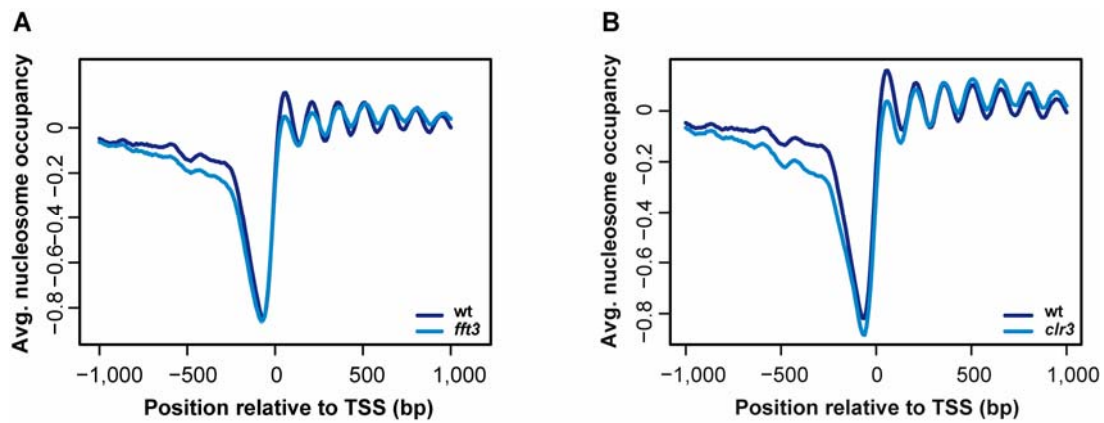 A
Avg. nucleosome occupancy
0
−0.2
−0.4
−0.6
−0.8
wt
fft3
−1,000
−500
0
500
1,000
Position relative to TSS (bp)
B
Avg. nucleosome occupancy
0
−0.2
−0.4
−0.6
−0.8
wt
clr3
−1,000
−500
0
500
1,000
Position relative to TSS (bp)